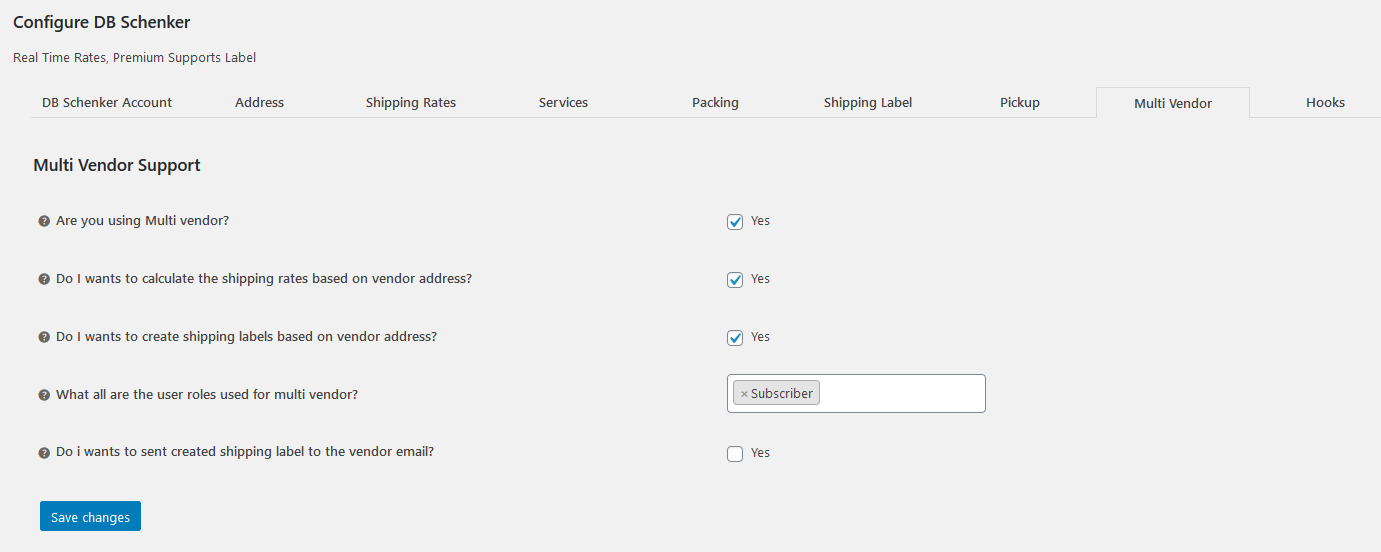 Configure DB Schenker
Real Time Rates, Premium Supports Label
DB Schenker Account Address Shipping Rates Services Packing Shipping Label Pickup Multi Vendor Hooks
Multi Vendor Support
? Are you using Multi vendor? Yes
? Do I wants to calculate the shipping rates based on vendor address? Yes
? Do I wants to create shipping labels based on vendor address? Yes
? What all are the user roles used for multi vendor? × Subscriber
? Do i wants to sent created shipping label to the vendor email? Yes
Save changes